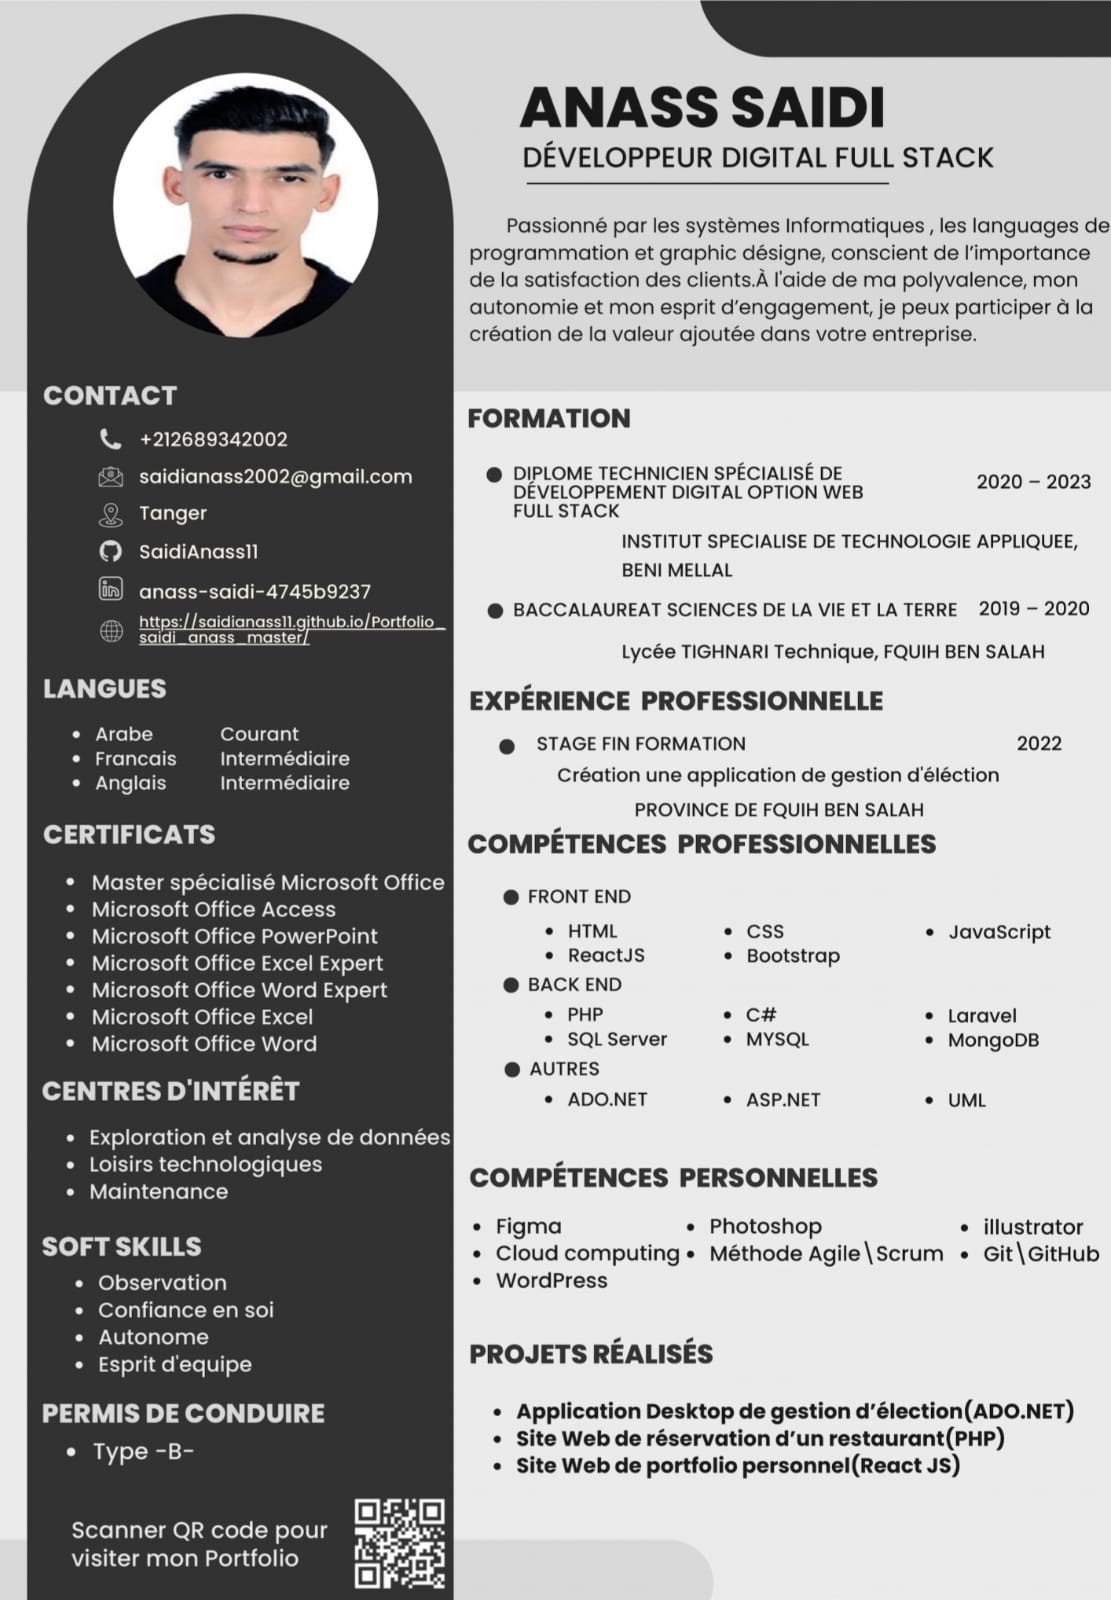 ANASS SAIDI
DÉVELOPPEUR DIGITAL FULL STACK
Passionné par les systèmes Informatiques , les languages de
programmation et graphic désigne, conscient de l'importance
de la satisfaction des clients.À l'aide de ma polyvalence, mon
autonomie et mon esprit d'engagement, je peux participer à la
création de la valeur ajoutée dans votre entreprise.
CONTACT
+212689342002
saidianass2002@gmail.com
Tanger
SaidiAnass11
anass-saidi-4745b9237
https://saidianass11.github.io/Portfolio_
saidi_anass_master/
LANGUES
• Arabe Courant
• Francais Intermédiaire
• Anglais Intermédiaire
CERTIFICATS
• Master spécialisé Microsoft Office
• Microsoft Office Access
• Microsoft Office PowerPoint
• Microsoft Office Excel Expert
• Microsoft Office Word Expert
• Microsoft Office Excel
• Microsoft Office Word
CENTRES D'INTÉRÊT
• Exploration et analyse de données
• Loisirs technologiques
• Maintenance
SOFT SKILLS
• Observation
• Confiance en soi
• Autonome
• Esprit d'equipe
PERMIS DE CONDUIRE
• Type -B-
Scanner QR code pour
visiter mon Portfolio
FORMATION
● DIPLOME TECHNICIEN SPÉCIALISÉ DE 2020 – 2023
DÉVELOPPEMENT DIGITAL OPTION WEB
FULL STACK
INSTITUT SPECIALISE DE TECHNOLOGIE APPLIQUEE,
BENI MELLAL
● BACCALAUREAT SCIENCES DE LA VIE ET LA TERRE 2019 – 2020
Lycée TIGHNARI Technique, FQUIH BEN SALAH
EXPÉRIENCE PROFESSIONNELLE
● STAGE FIN FORMATION 2022
Création une application de gestion d'éléction
PROVINCE DE FQUIH BEN SALAH
COMPÉTENCES PROFESSIONNELLES
● FRONT END
• HTML • CSS • JavaScript
• ReactJS • Bootstrap
● BACK END
• PHP • C# • Laravel
• SQL Server • MYSQL • MongoDB
● AUTRES
• ADO.NET • ASP.NET • UML
COMPÉTENCES PERSONNELLES
• Figma • Photoshop • illustrator
• Cloud computing • Méthode Agile\Scrum • Git\GitHub
• WordPress
PROJETS RÉALISÉS
• Application Desktop de gestion d'élection(ADO.NET)
• Site Web de réservation d'un restaurant(PHP)
• Site Web de portfolio personnel(React JS)